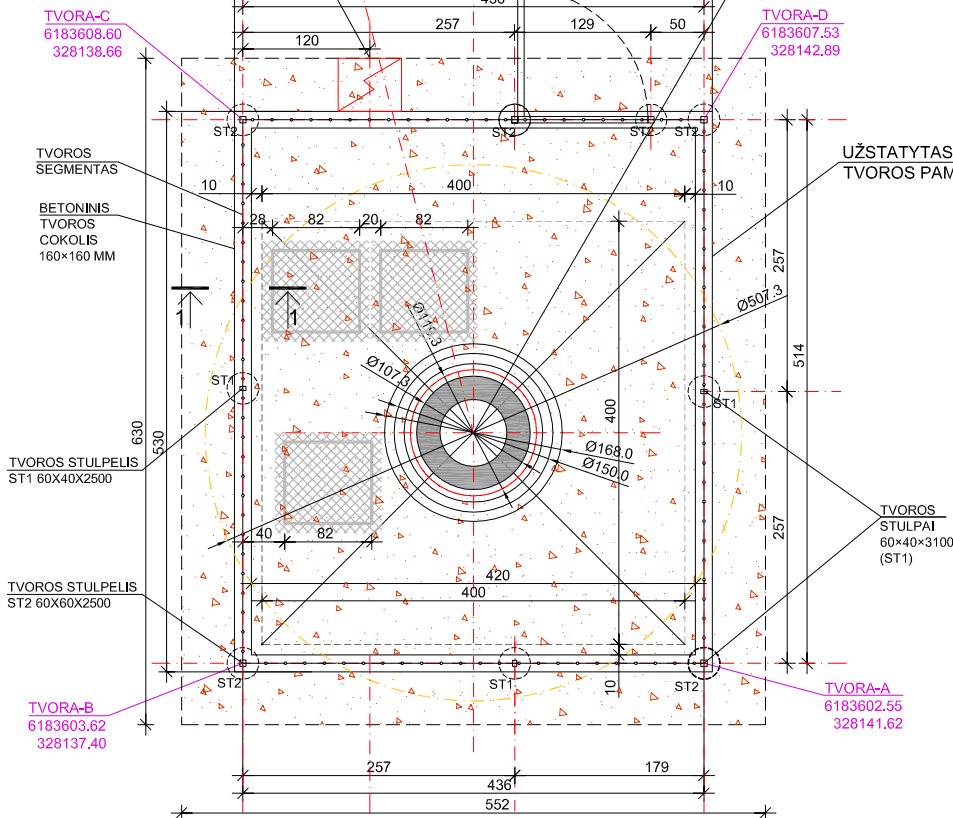 436
TVORA-C
6183608.60
328138.66
257
129
50
TVORA-D
6183607.53
328142.89
120
ST2
ST2
ST2
ST2
TVOROS
SEGMENTAS
UŽSTATYTAS
TVOROS PAM
10
400
10
BETONINIS
TVOROS
COKOLIS
160×160 MM
28
82
20
82
257
1
1
Ø507.3
514
Ø119.3
Ø107.3
ST1
ST1
400
630
530
Ø168.0
Ø150.0
TVOROS STULPELIS
ST1 60X40X2500
TVOROS
STULPAI
60×40×3100
(ST1)
40
82
257
420
400
TVOROS STULPELIS
ST2 60X60X2500
ST2
ST1
10
ST2
TVORA-B
6183603.62
328137.40
TVORA-A
6183602.55
328141.62
257
179
436
552